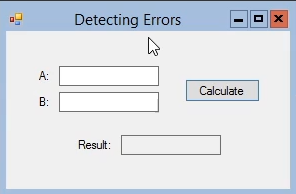 Detecting Errors
A:
Calculate
B:
Result: